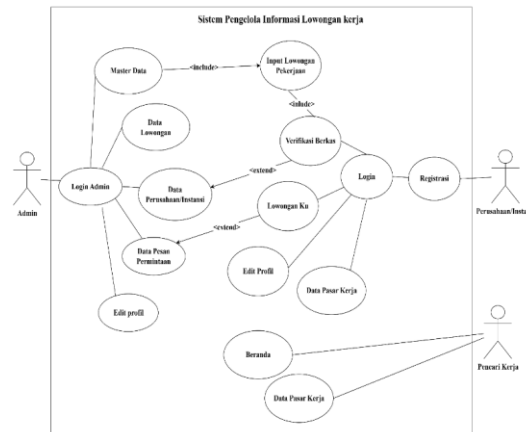 Sistem Pengelola Informasi Lowongan kerja
Master Data
<include>
Input Lowongan
Pekerjaan
<inlude>
Data
Lowongan
Verifikasi Berkas
<extend>
Login Admin
Data
Perusahaan/Instansi
Login
Registrasi
Admin
Perusahaan/Insta
Lowongan Ku
<extend>
Data Pesan
Permintaan
Edit Profil
Data Pasar Kerja
Edit profil
Beranda
Pencari Kerja
Data Pasar Kerja